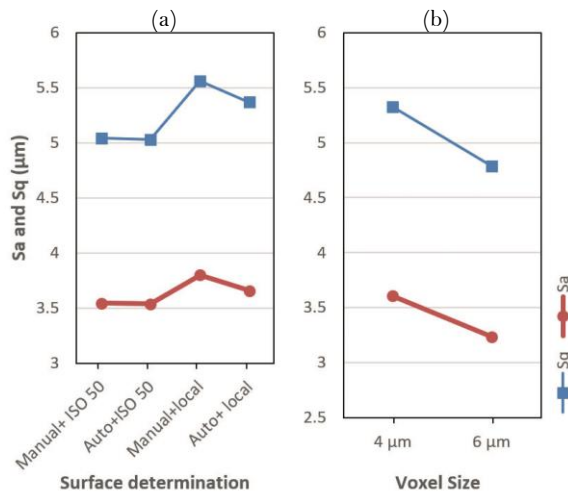 (a)
(b)
Sa and Sq (µm)
6
5.5
5
4.5
4
3.5
3
Manual+ ISO 50
Auto+ISO 50
Manual+local
Auto+ local
Surface determination
6
5.5
5
4.5
4
3.5
3
2.5
4 µm
6 µm
Voxel Size
Sa
Sq